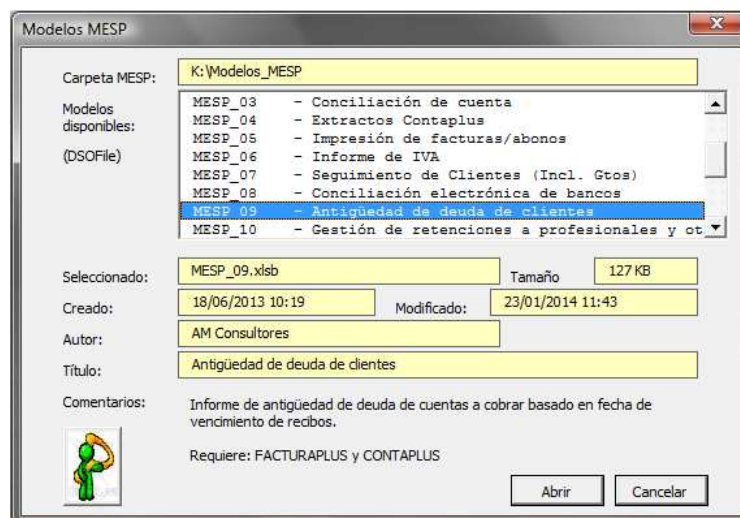 Modelos MESP
Carpeta MESP: K:\Modelos_MESP
Modelos disponibles:
(DSOFile)
MESP_03 - Conciliación de cuenta
MESP_04 - Extractos Contaplus
MESP_05 - Impresión de facturas/abonos
MESP_06 - Informe de IVA
MESP_07 - Seguimiento de Clientes (Incl. Gtos)
MESP_08 - Conciliación electrónica de bancos
MESP_09 - Antigüedad de deuda de clientes
MESP_10 - Gestión de retenciones a profesionales y ot
Seleccionado: MESP_09.xlsb Tamaño 127 KB
Creado: 18/06/2013 10:19 Modificado: 23/01/2014 11:43
Autor: AM Consultores
Título: Antigüedad de deuda de clientes
Comentarios: Informe de antigüedad de deuda de cuentas a cobrar basado en fecha de
vencimiento de recibos.
Requiere: FACTURAPLUS y CONTAPLUS
Abrir Cancelar